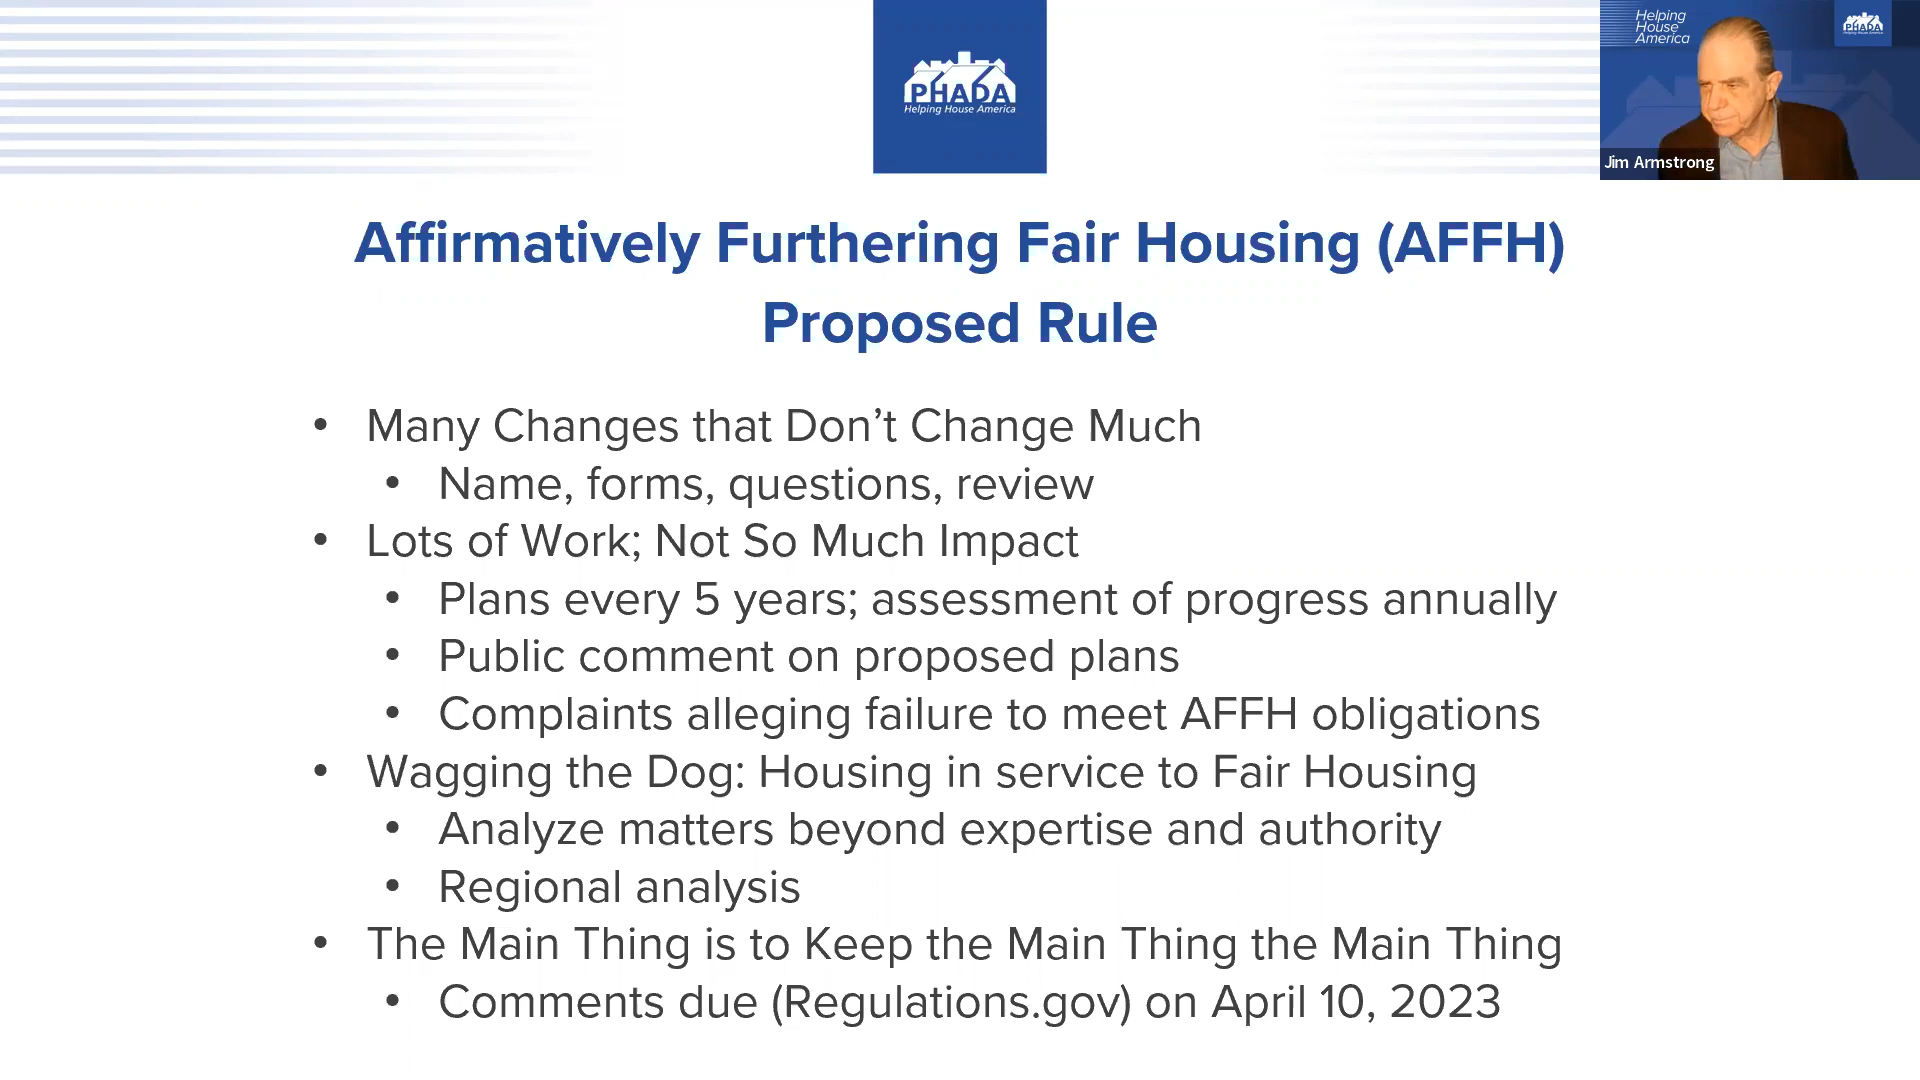 PHADA
Helping House America
Helping
House
America
PHADA
Helping House America
Jim Armstrong
Affirmatively Furthering Fair Housing (AFFH)
Proposed Rule
• Many Changes that Don’t Change Much
• Name, forms, questions, review
• Lots of Work; Not So Much Impact
• Plans every 5 years; assessment of progress annually
• Public comment on proposed plans
• Complaints alleging failure to meet AFFH obligations
• Wagging the Dog: Housing in service to Fair Housing
• Analyze matters beyond expertise and authority
• Regional analysis
• The Main Thing is to Keep the Main Thing the Main Thing
• Comments due (Regulations.gov) on April 10, 2023